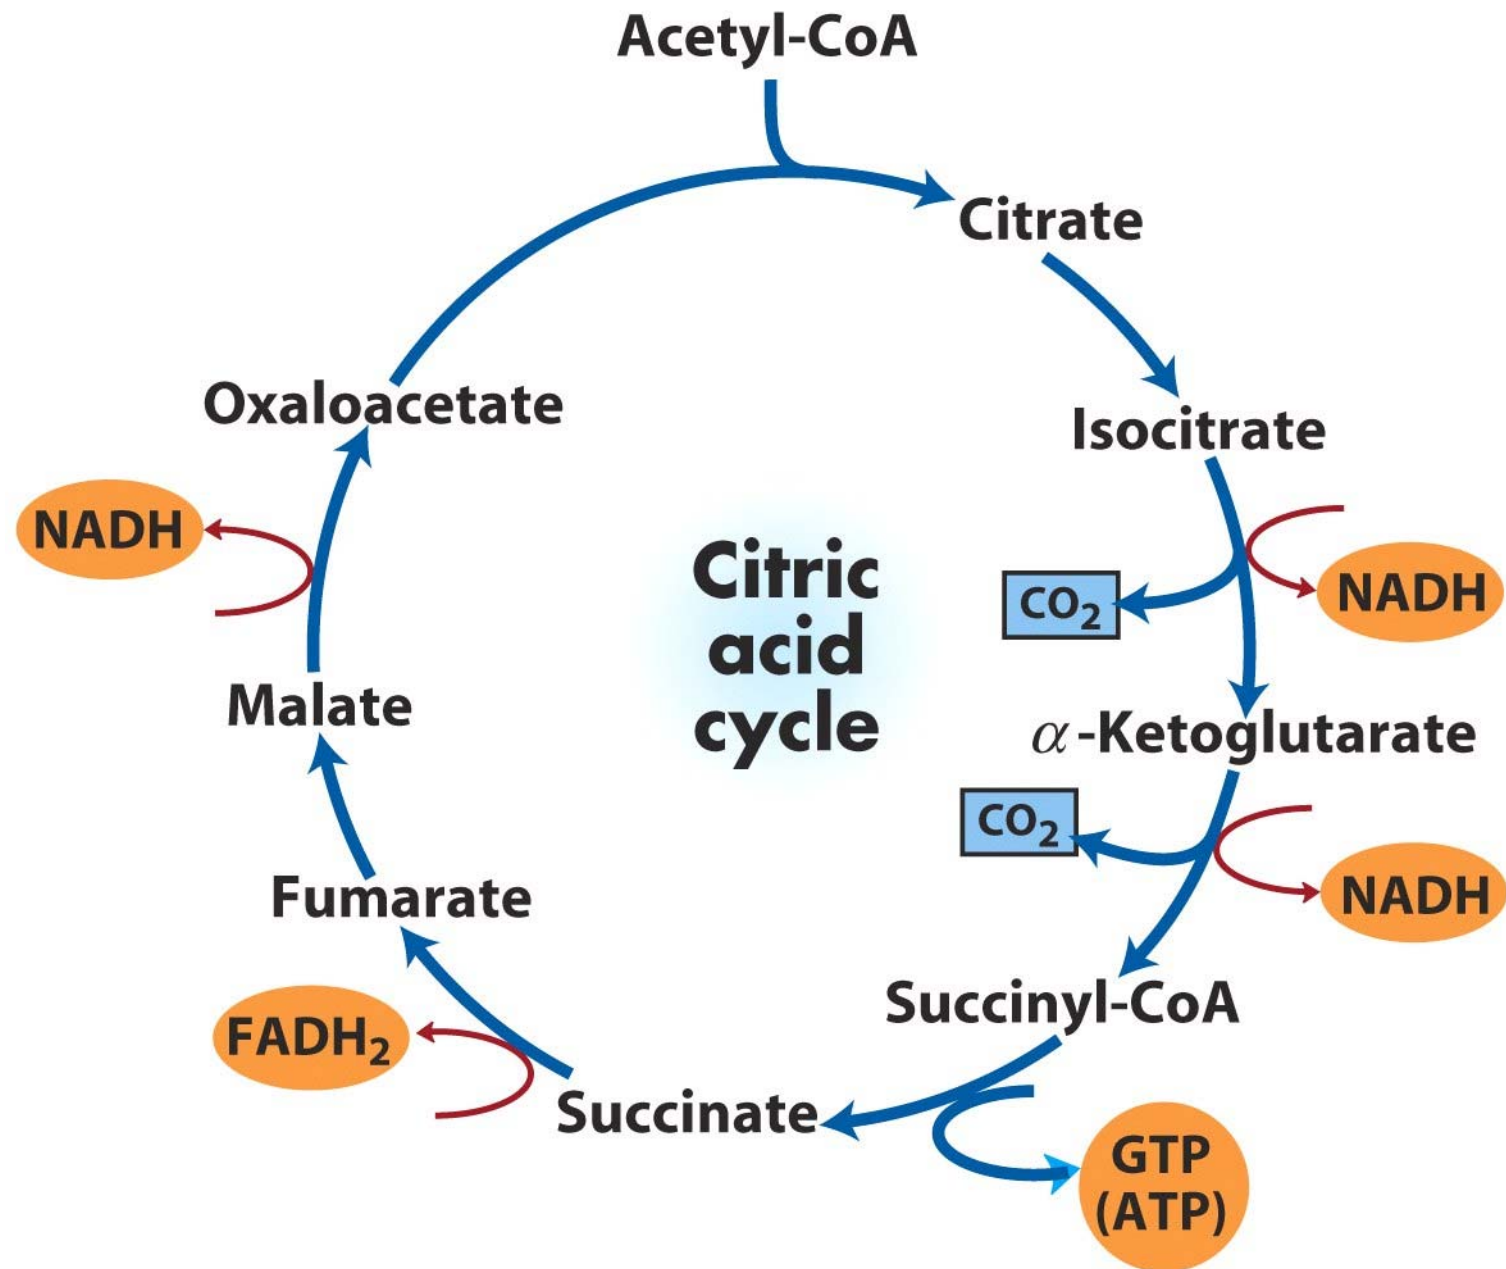 Acetyl-CoA
Citrate
Oxaloacetate
Isocitrate
NADH
Citric
acid
cycle
CO₂
NADH
Malate
α-Ketoglutarate
CO₂
NADH
Fumarate
Succinyl-CoA
FADH₂
Succinate
GTP
(ATP)